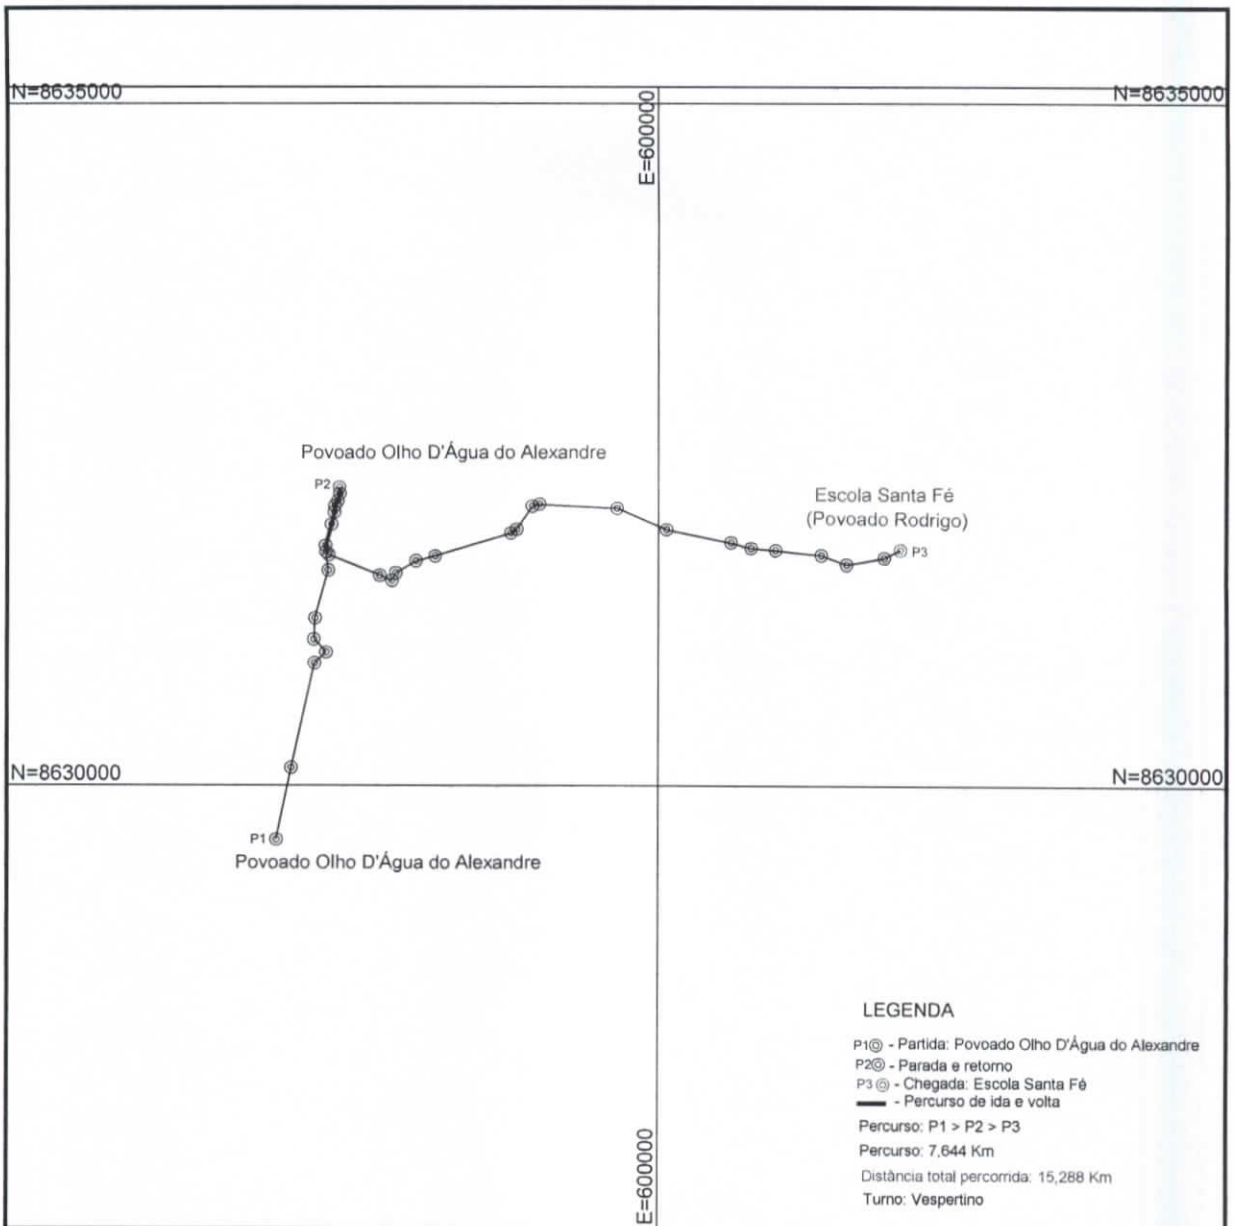 N=8635000
N=8635000
E=600000
Povoado Olho D'Água do Alexandre
P2
Escola Santa Fé
(Povoado Rodrigo)
P3
N=8630000
N=8630000
P1
Povoado Olho D'Água do Alexandre
LEGENDA
P1 - Partida: Povoado Olho D'Água do Alexandre
P2 - Parada e retorno
P3 - Chegada: Escola Santa Fé
- Percurso de ida e volta
Percurso: P1 > P2 > P3
Percurso: 7,644 Km
Distância total percorrida: 15,288 Km
Turno: Vespertino
E=600000